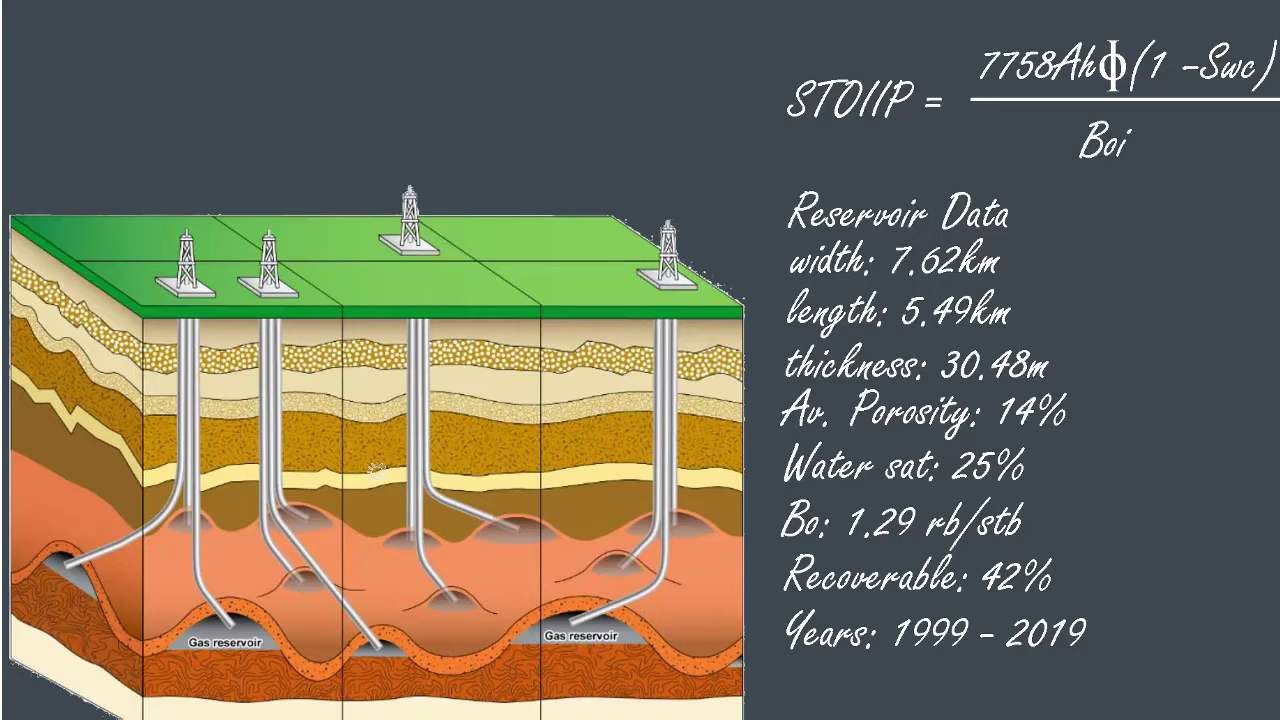 STOIIP = 7758Ahϕ(1 -Swc)
Boi
Reservoir Data
width: 7.62km
length: 5.49km
thickness: 30.48m
Av. Porosity: 14%
Water sat: 25%
Bo: 1.29 rb/stb
Recoverable: 42%
Years: 1999 - 2019
Gas reservoir
Gas reservoir